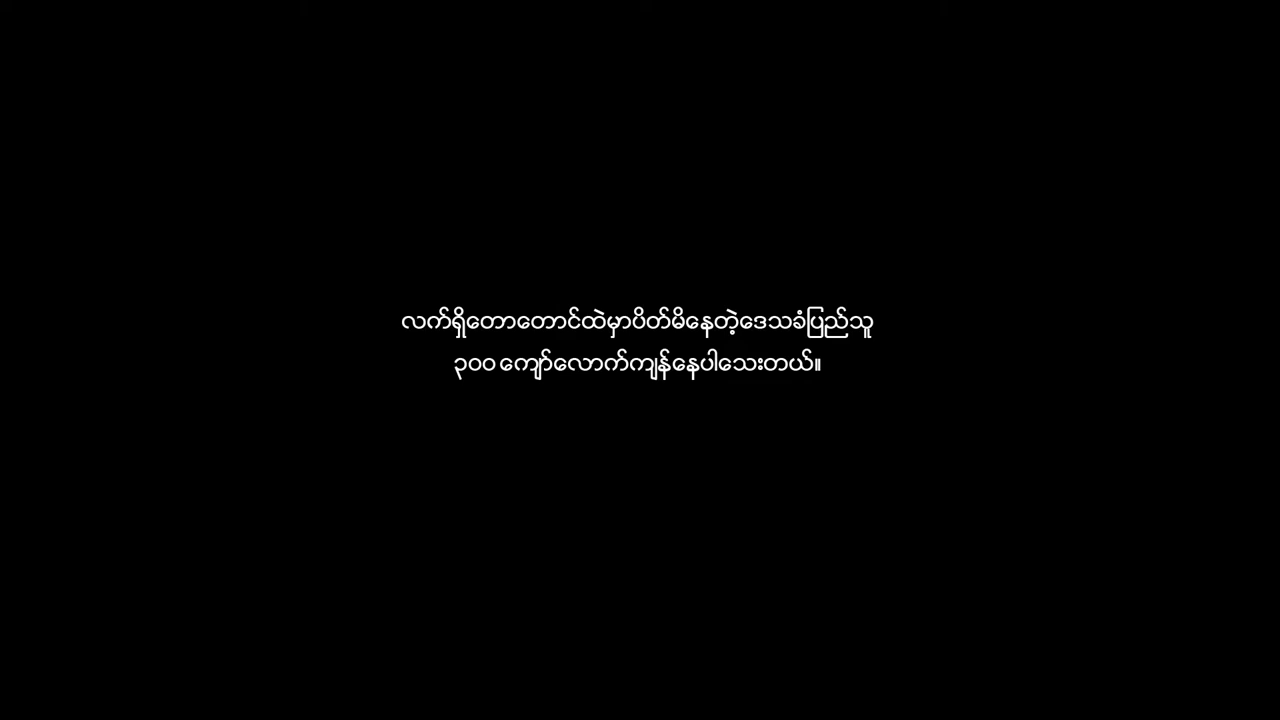 လက်ရှိတောတောင်ထဲမှာပိတ်မိနေတဲ့ဒေသခံပြည်သူ
၃၀၀ ကျော်လောက်ကျန်နေပါသေးတယ်။